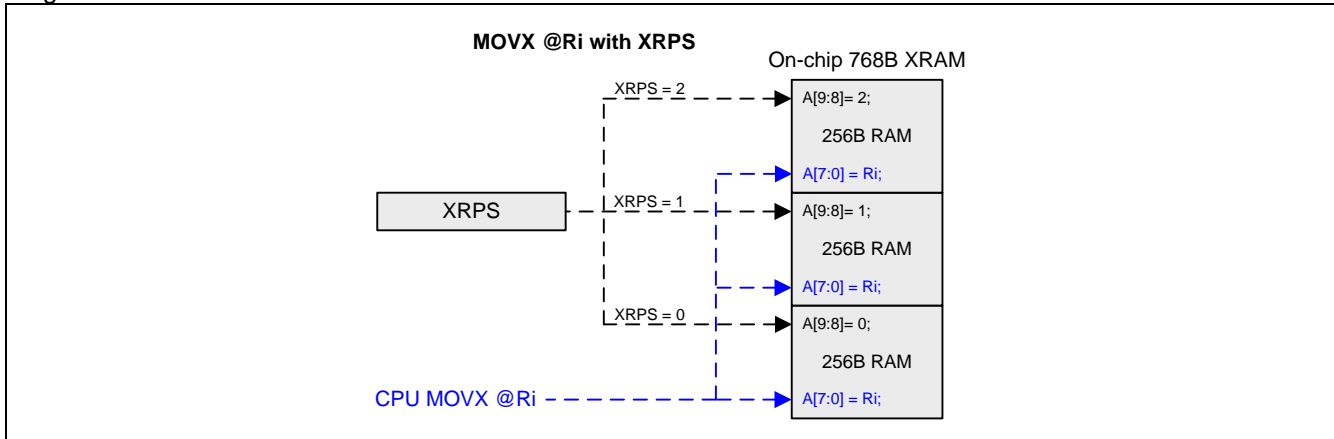 MOVX @Ri with XRPS
On-chip 768B XRAM
XRPS = 2
A[9:8]= 2;
256B RAM
A[7:0] = Ri;
XRPS
XRPS = 1
A[9:8]= 1;
256B RAM
A[7:0] = Ri;
XRPS = 0
A[9:8]= 0;
256B RAM
CPU MOVX @Ri
A[7:0] = Ri;